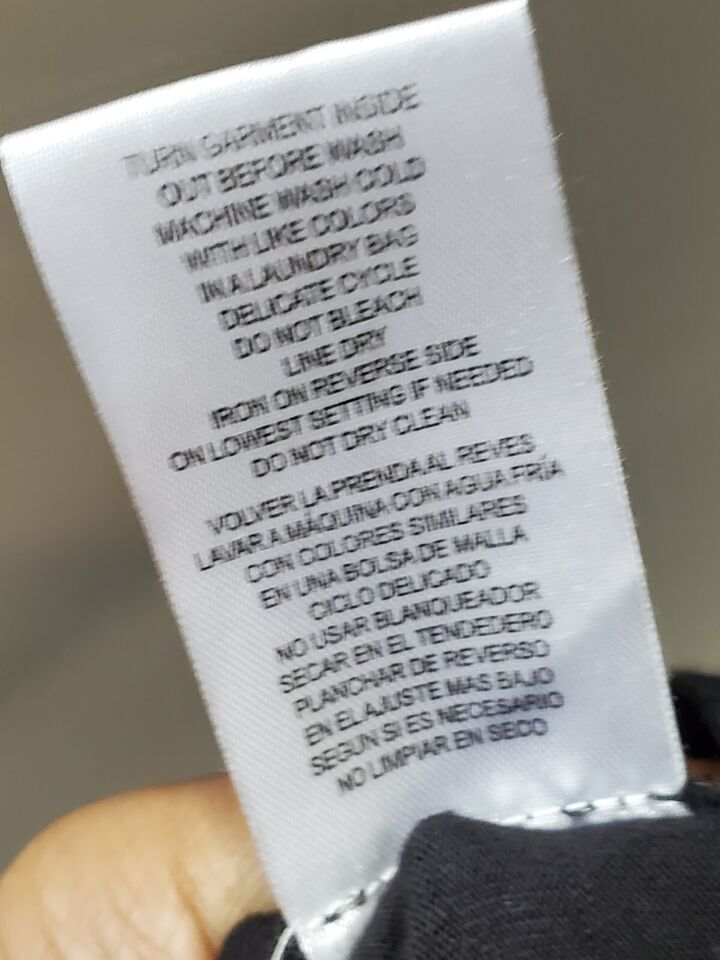 TURN GARMENT INSIDE
OUT BEFORE WASH
MACHINE WASH COLD
WITH LIKE COLORS
IN A LAUNDRY BAG
DELICATE CYCLE
DO NOT BLEACH
LINE DRY
IRON ON REVERSE SIDE
ON LOWEST SETTING IF NEEDED
DO NOT DRY CLEAN
VOLVER LA PRENDA AL REVES
LAVAR A MÁQUINA CON AGUA FRÍA
CON COLORES SIMILARES
EN UNA BOLSA DE MALLA
CICLO DELICADO
NO USAR BLANQUEADOR
SECAR EN EL TENDEDERO
PLANCHAR DE REVERSO
EN EL AJUSTE MAS BAJO
SEGUN SI ES NECESARIO
NO LIMPIAR EN SECO